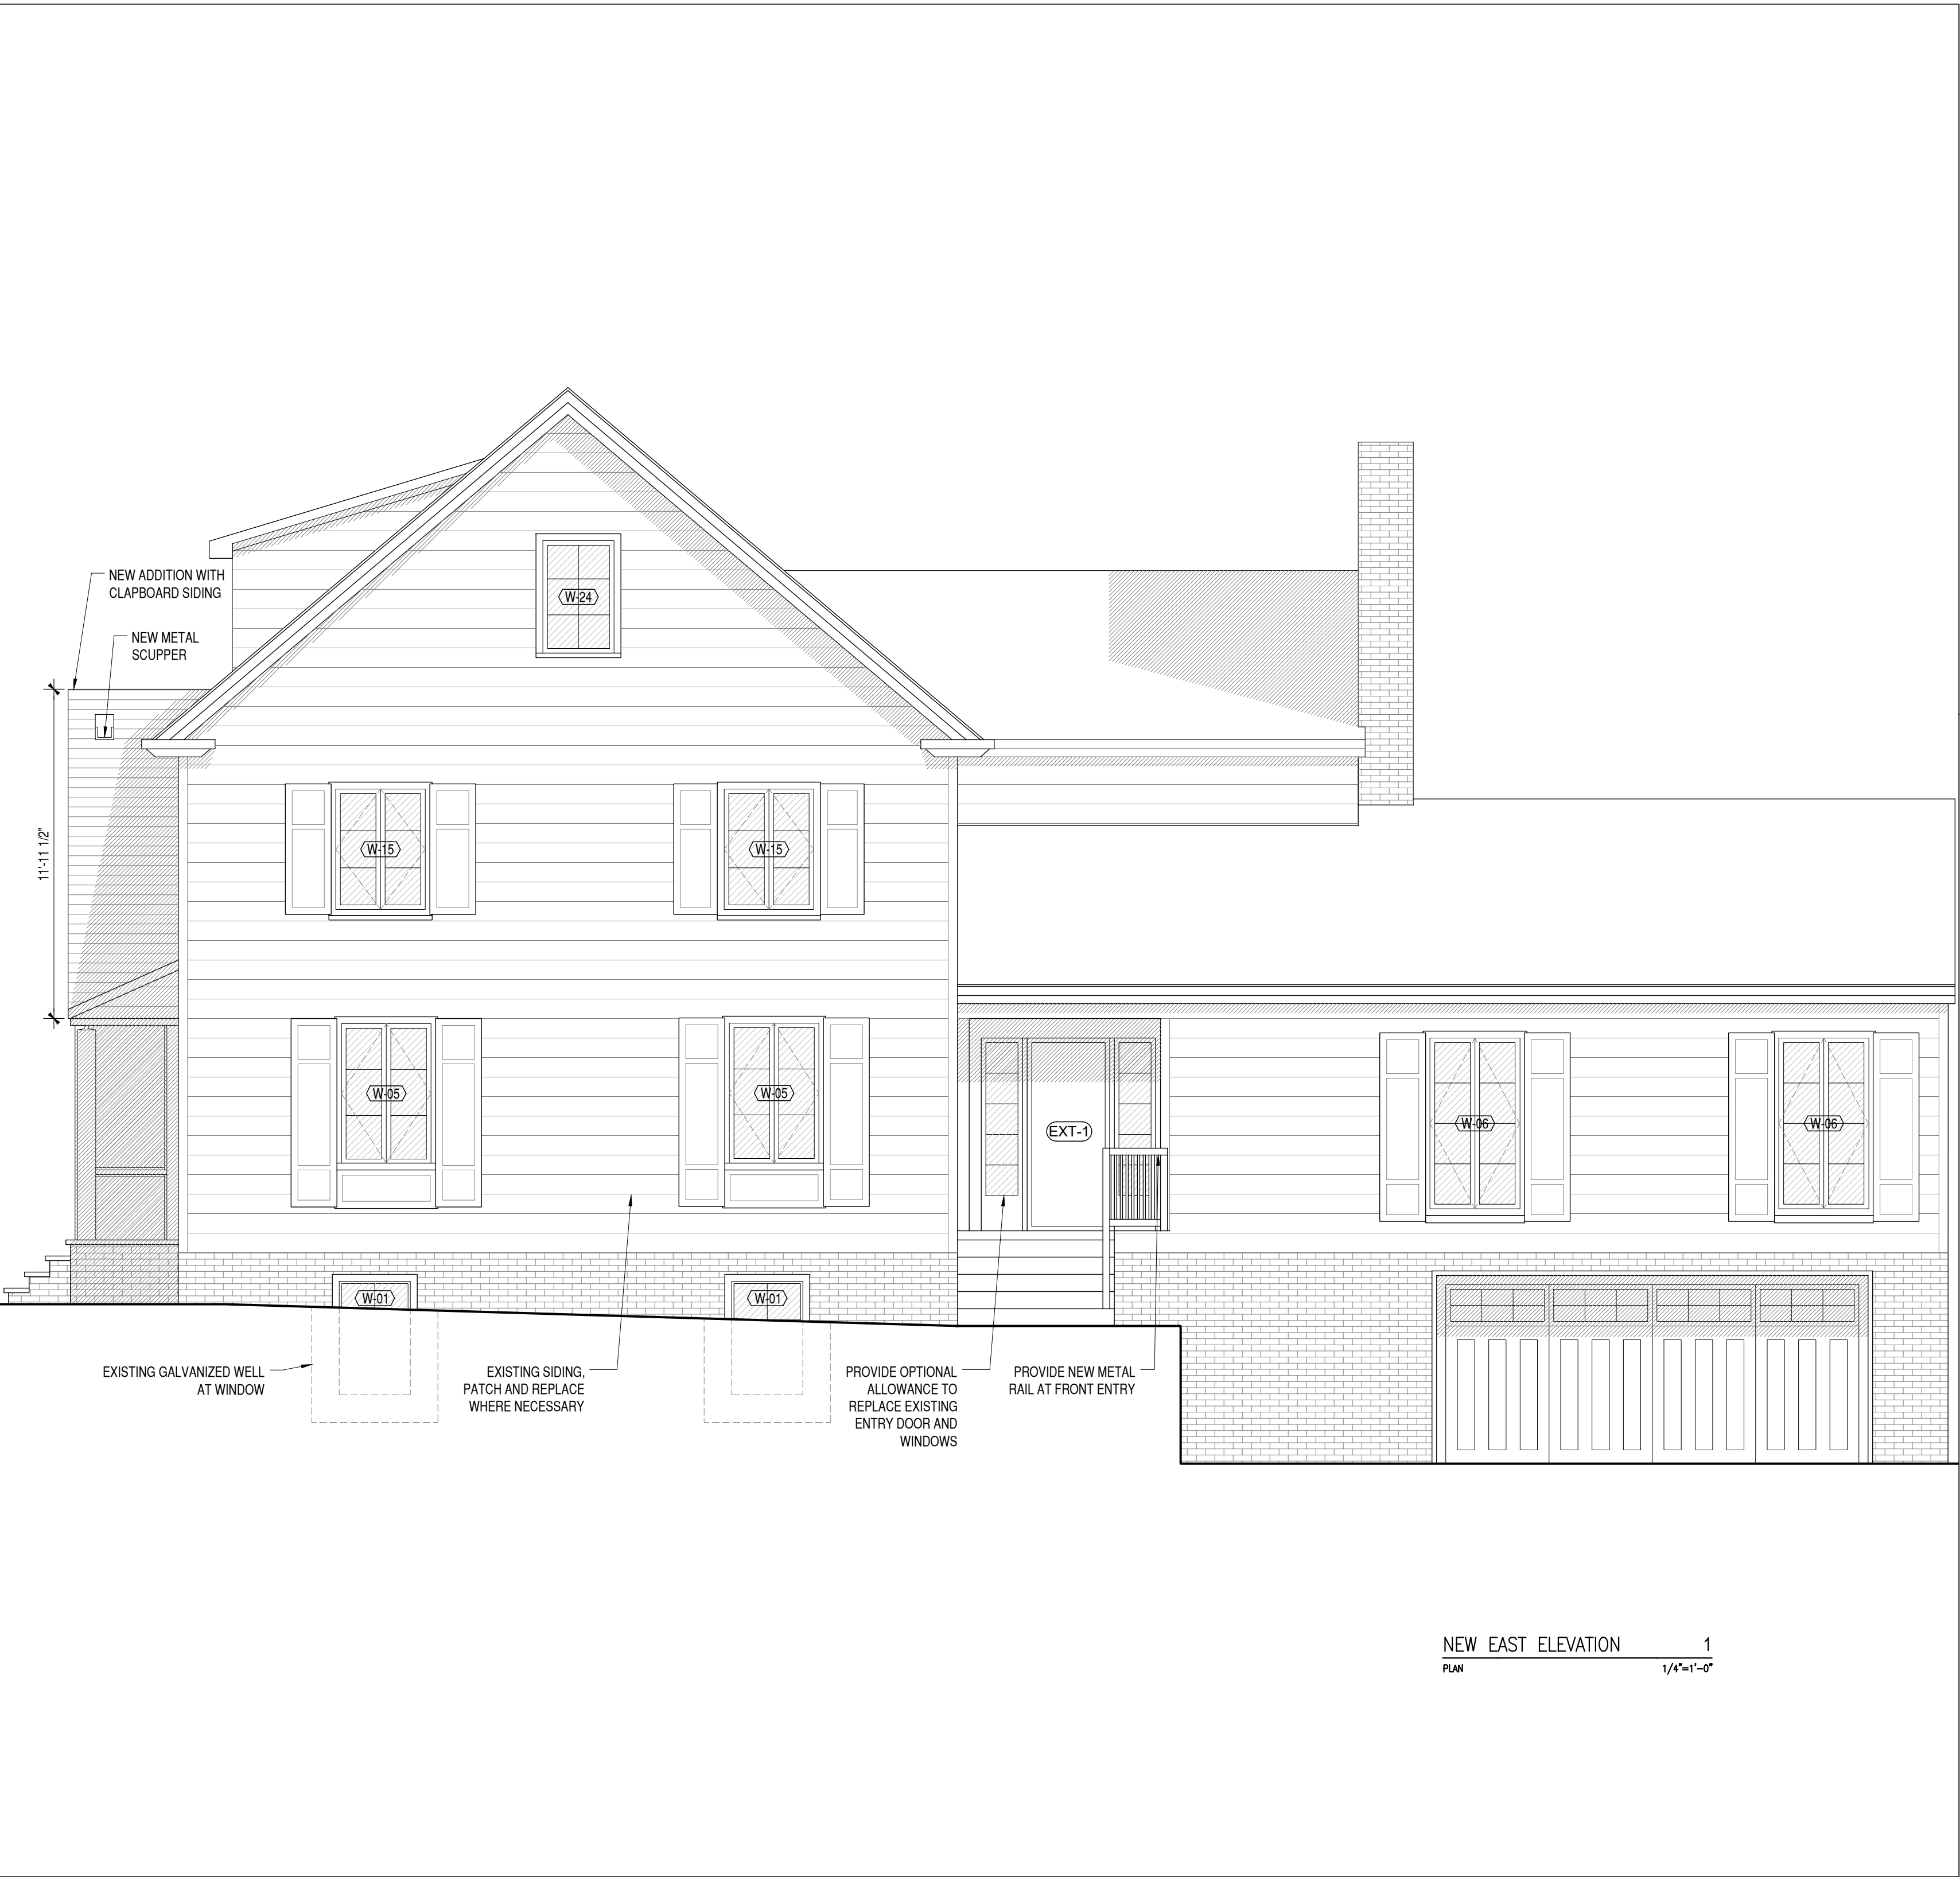 NEW ADDITION WITH
CLAPBOARD SIDING
NEW METAL
SCUPPER
W-24
11'-11 1/2"
W-15
W-15
W-05
W-05
EXT-1
W-06
W-06
W-01
W-01
EXISTING GALVANIZED WELL
AT WINDOW
EXISTING SIDING,
PATCH AND REPLACE
WHERE NECESSARY
PROVIDE OPTIONAL
ALLOWANCE TO
REPLACE EXISTING
ENTRY DOOR AND
WINDOWS
PROVIDE NEW METAL
RAIL AT FRONT ENTRY
NEW EAST ELEVATION 1
PLAN 1/4"=1'-0"